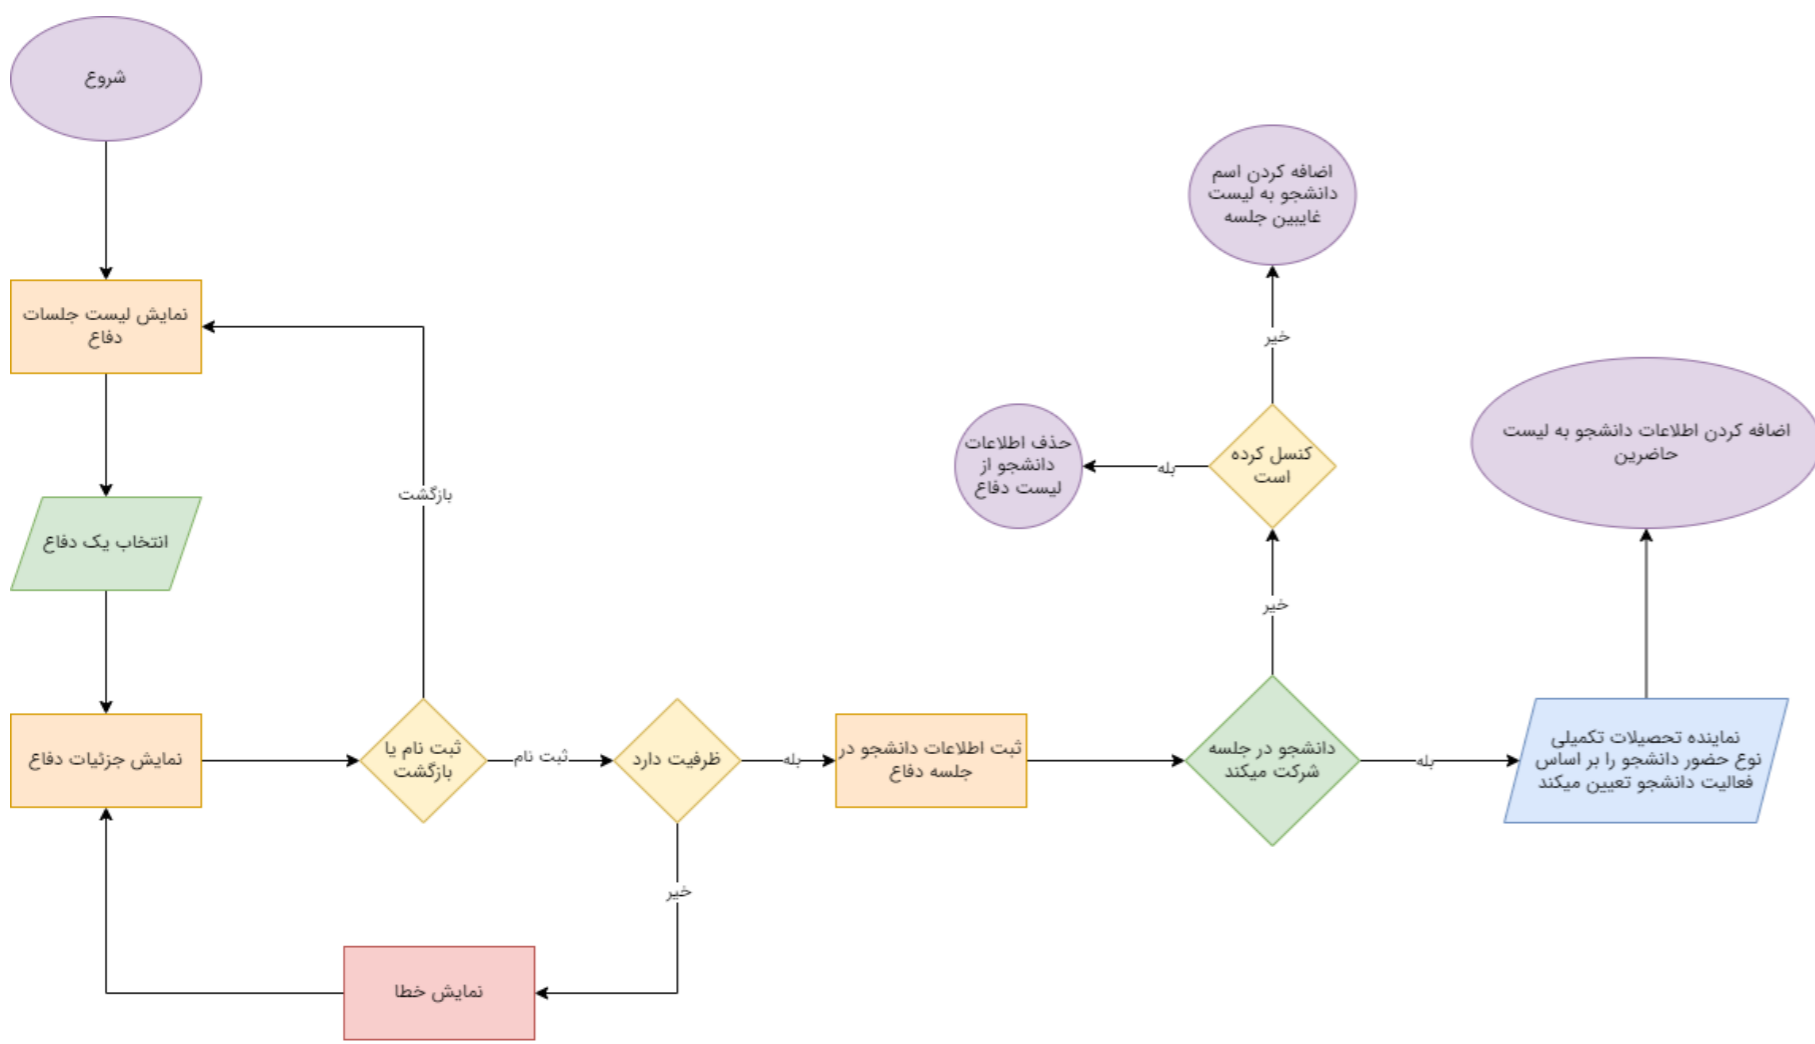 شروع
نمایش لیست جلسات
دفاع
انتخاب یک دفاع
نمایش جزئیات دفاع
ثبت نام یا
بازگشت
بازگشت
ثبت نام
ظرفیت دارد
خیر
نمایش خطا
بله
ثبت اطلاعات دانشجو در
جلسه دفاع
دانشجو در جلسه
شرکت میکند
خیر
کنسل کرده
است
بله
حذف اطلاعات
دانشجو از
لیست دفاع
خیر
اضافه کردن اسم
دانشجو به لیست
غایبین جلسه
بله
نماینده تحصیلات تکمیلی
نوع حضور دانشجو را بر اساس
فعالیت دانشجو تعیین میکند
اضافه کردن اطلاعات دانشجو به لیست
حاضرین